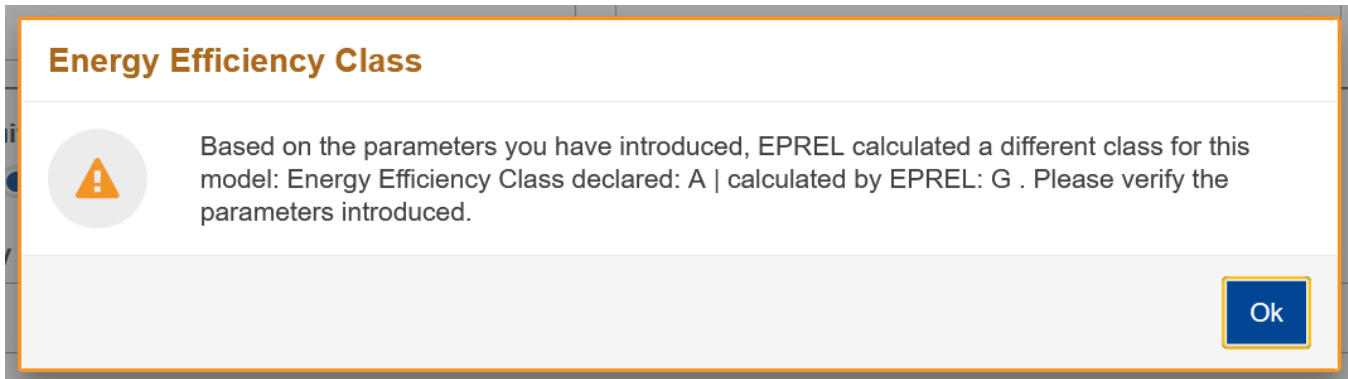 Energy Efficiency Class
Based on the parameters you have introduced, EPREL calculated a different class for this
model: Energy Efficiency Class declared: A | calculated by EPREL: G . Please verify the
parameters introduced.
Ok